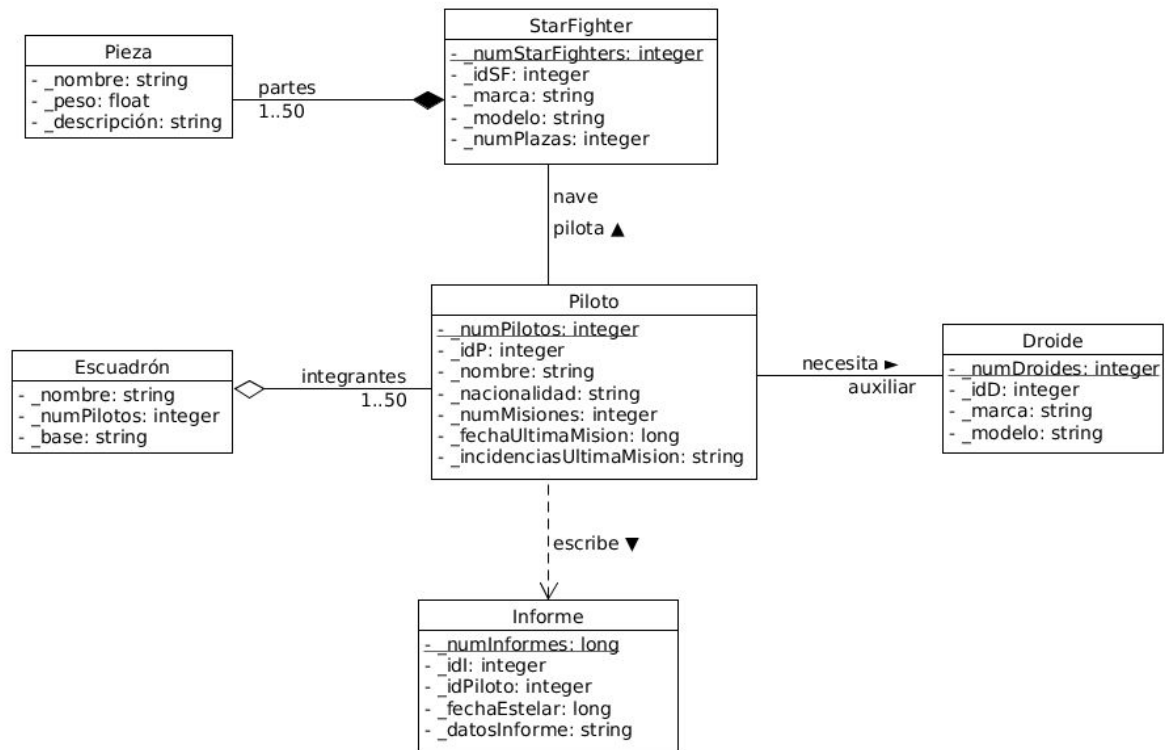 StarFighter
- _numStarFighters: integer
- _idSF: integer
- _marca: string
- _modelo: string
- _numPlazas: integer
Pieza
- _nombre: string
- _peso: float
- _descripción: string
partes
1..50
nave
pilota ▲
Piloto
- _numPilotos: integer
- _idP: integer
- _nombre: string
- _nacionalidad: string
- _numMisiones: integer
- _fechaUltimaMision: long
- _incidenciasUltimaMision: string
Escuadrón
- _nombre: string
- _numPilotos: integer
- _base: string
integrantes
1..50
necesita ►
auxiliar
Droide
- _numDroides: integer
- _idD: integer
- _marca: string
- _modelo: string
escribe ▼
Informe
- _numInformes: long
- _idI: integer
- _idPiloto: integer
- _fechaEstelar: long
- _datosInforme: string